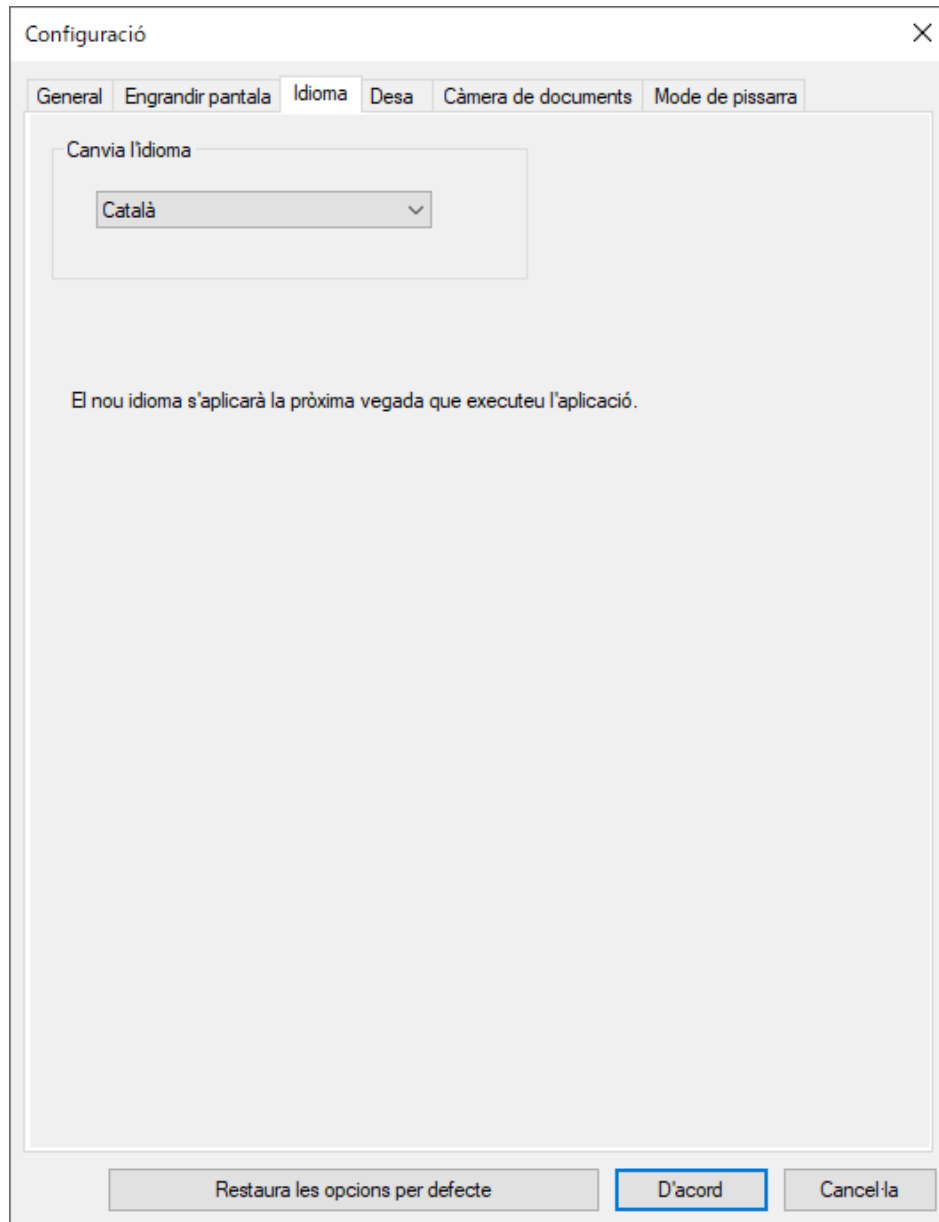 Configuració
General Engrandir pantala Idioma Desa Càmera de documents Mode de pissarra
Canvia l'idioma
Català
El nou idioma s'aplicarà la pròxima vegada que executeu l'aplicació.
Restaura les opcions per defecte D'acord Cancel·la